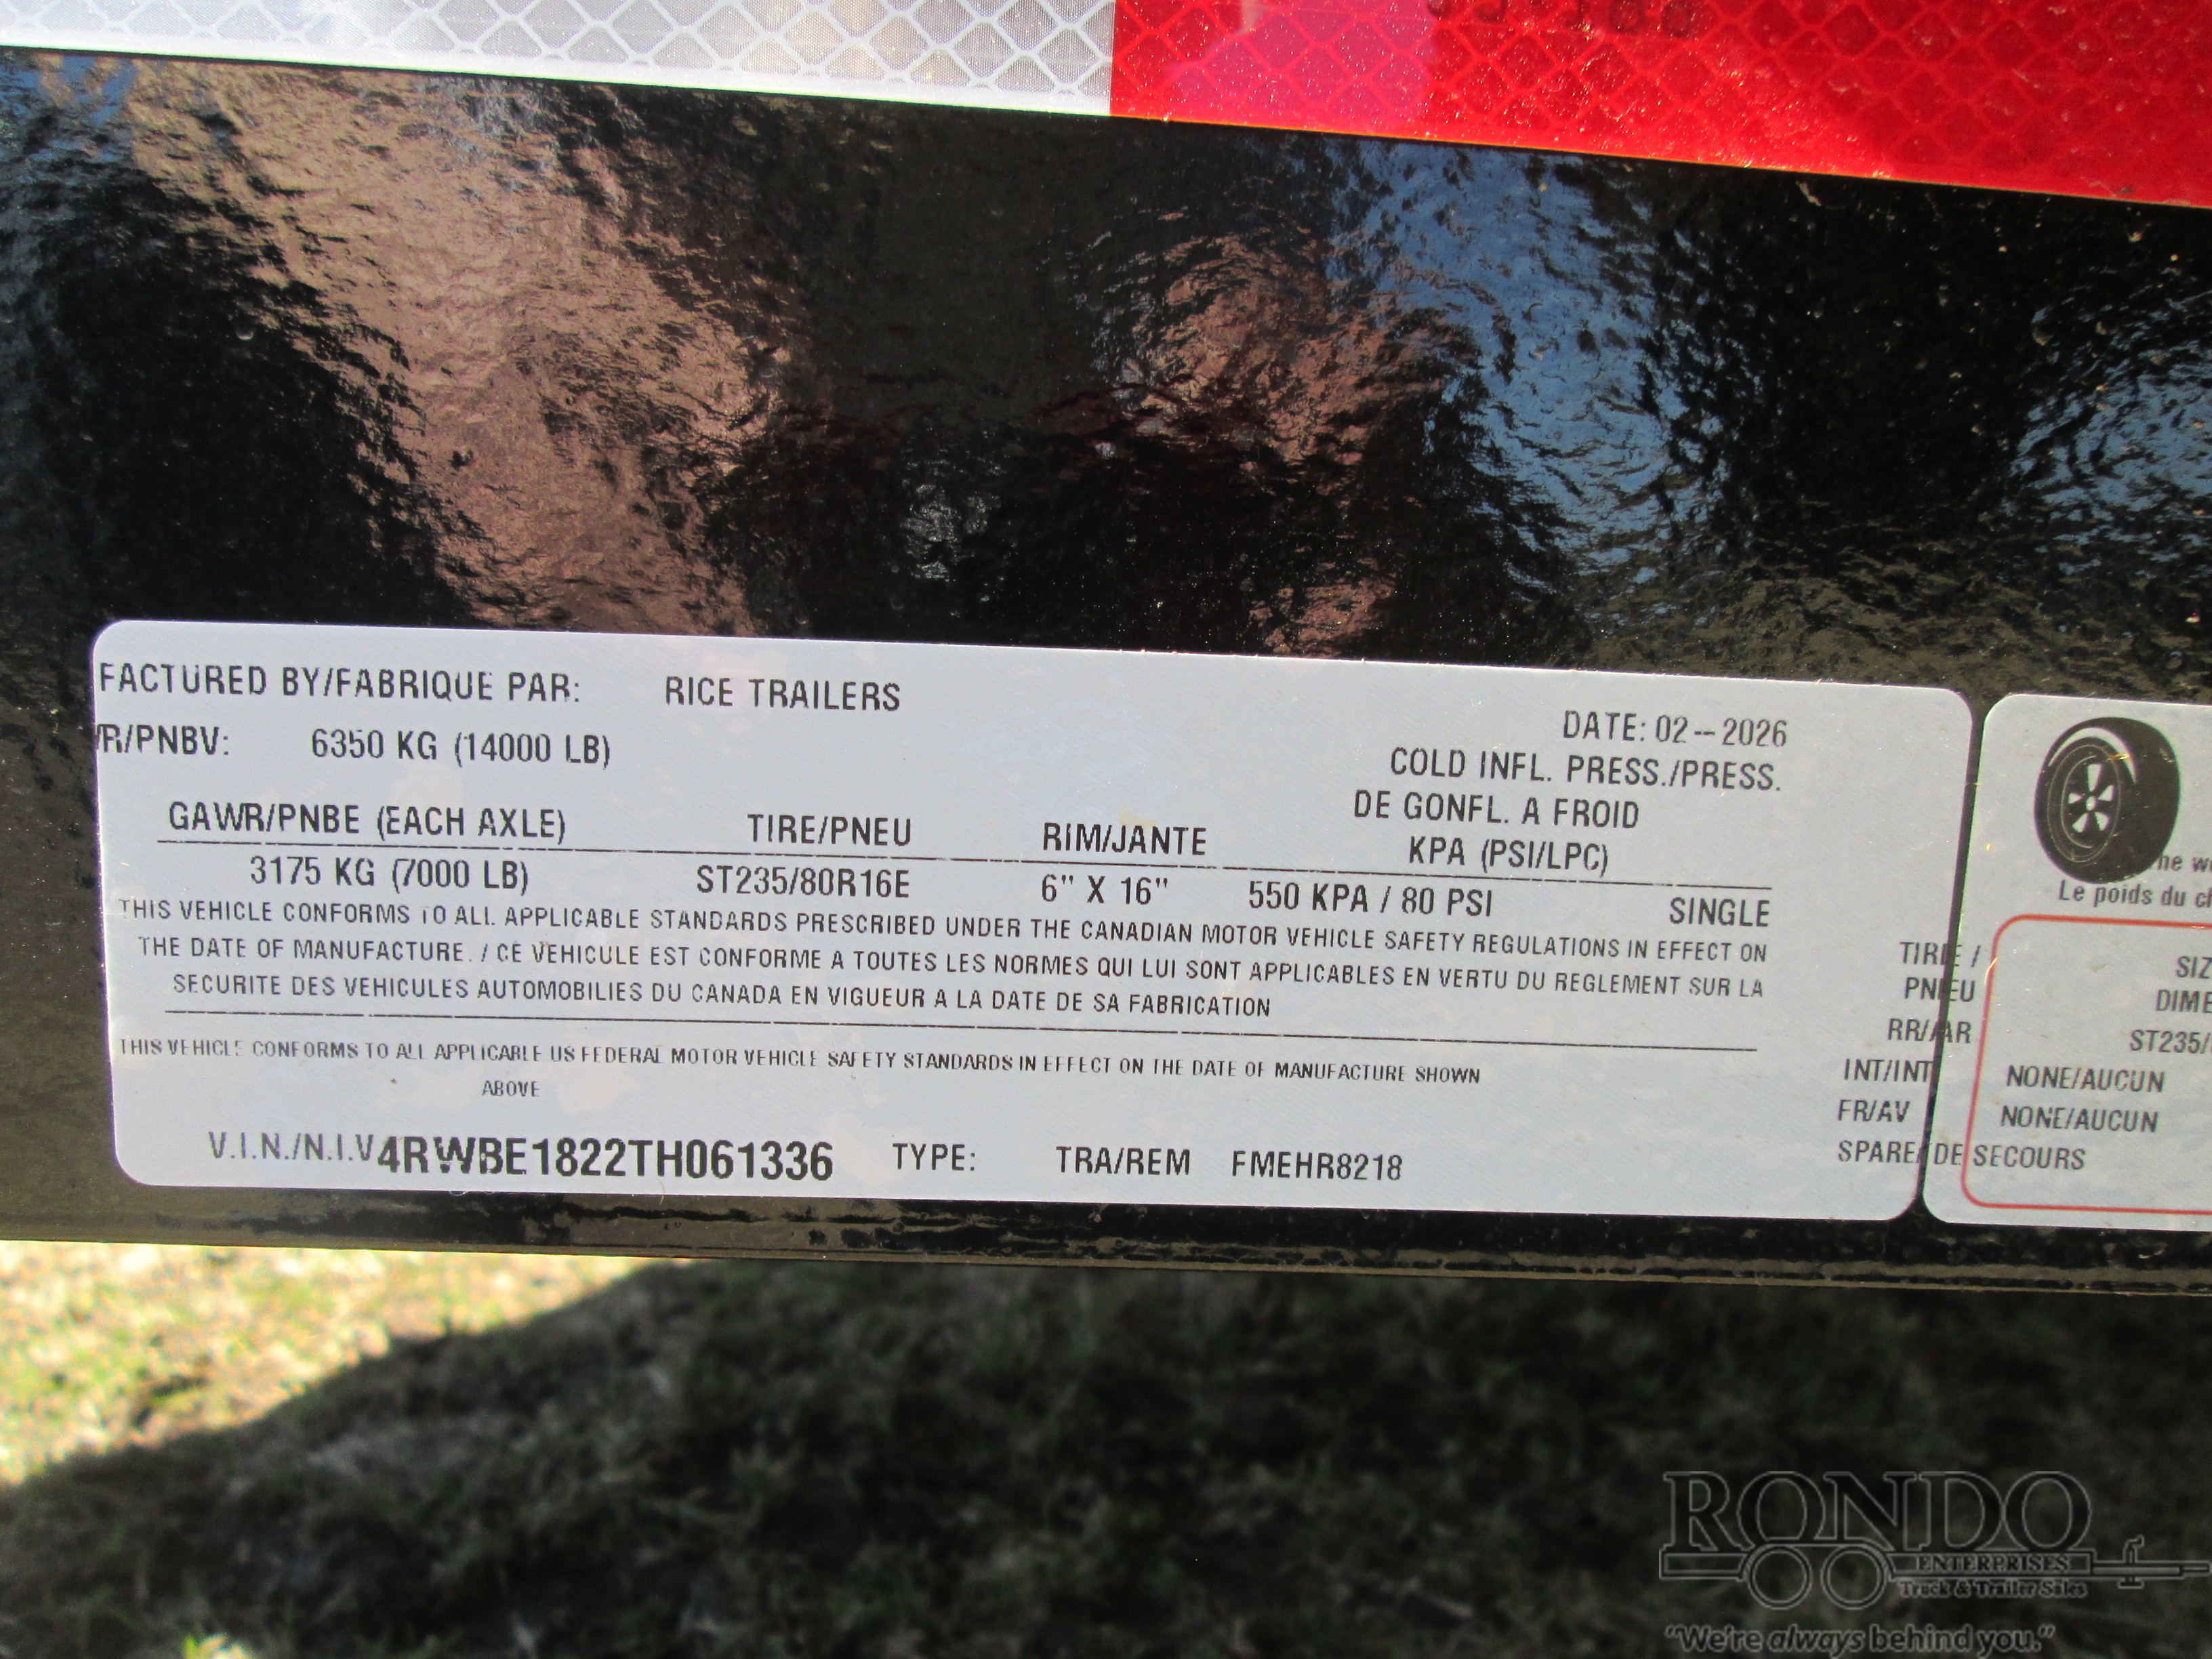 FACTURED BY/FABRIQUE PAR: RICE TRAILERS
R/PNBV: 6350 KG (14000 LB)
DATE: 02--2026
COLD INFL. PRESS./PRESS.
DE GONFL. A FROID
GAWR/PNBE (EACH AXLE) TIRE/PNEU RIM/JANTE KPA (PSI/LPC)
3175 KG (7000 LB) ST235/80R16E 6" X 16" 550 KPA / 80 PSI SINGLE
THIS VEHICLE CONFORMS TO ALL APPLICABLE STANDARDS PRESCRIBED UNDER THE CANADIAN MOTOR VEHICLE SAFETY REGULATIONS IN EFFECT ON
THE DATE OF MANUFACTURE. / CE VEHICULE EST CONFORME A TOUTES LES NORMES QUI LUI SONT APPLICABLES EN VERTU DU REGLEMENT SUR LA
SECURITE DES VEHICULES AUTOMOBILIES DU CANADA EN VIGUEUR A LA DATE DE SA FABRICATION
THIS VEHICLE CONFORMS TO ALL APPLICABLE US FEDERAL MOTOR VEHICLE SAFETY STANDARDS IN EFFECT ON THE DATE OF MANUFACTURE SHOWN
ABOVE
V.I.N./N.I.V 4RWBE1822TH061336 TYPE: TRA/REM FMEHR8218
he w
Le poids du ch
TIRE / SIZ
PNEU DIME
RR/AR ST235/
INT/INT NONE/AUCUN
FR/AV NONE/AUCUN
SPARE/DE SECOURS
RONDO
ENTERPRISES
Truck & Trailer Sales
"We're always behind you."